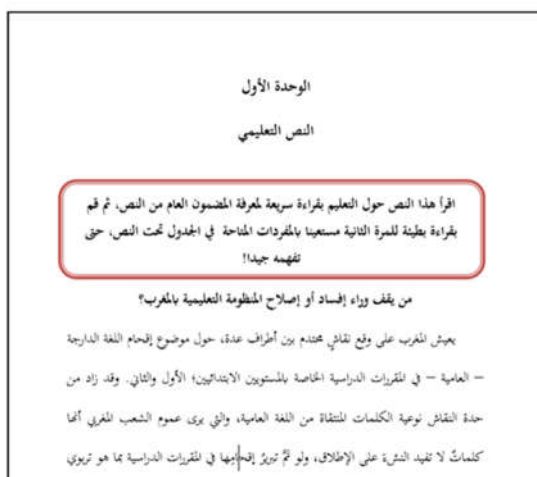 الوحدة الأول
النص التعليمي
اقرأ هذا النص حول التعليم بقراءة سريعة لمعرفة المضمون العام من النص، ثم قم
بقراءة بطيئة للمرة الثانية مستعينا بالمفردات المتاحة في الجدول تحت النص، حتى
تفهمه جيدا!
من يقف وراء إفساد أو إصلاح المنظومة التعليمية بالمغرب؟
يعيش المغرب على وقع نقاشٍ محتدم بين أطراف عدة، حول موضوع إقحام اللغة الدارجة
– العامية – في المقررات الدراسية الخاصة بالمستويين الابتدائيين؛ الأول والثاني. وقد زاد من
حدة النقاش نوعية الكلمات المنتقاة من اللغة العامية، والتي يرى عموم الشعب المغربي أنها
كلماتٌ لا تفيد النشءَ على الإطلاق، ولو تمَّ تبريرُ إقحامِها في المقررات الدراسية بما هو تربوي